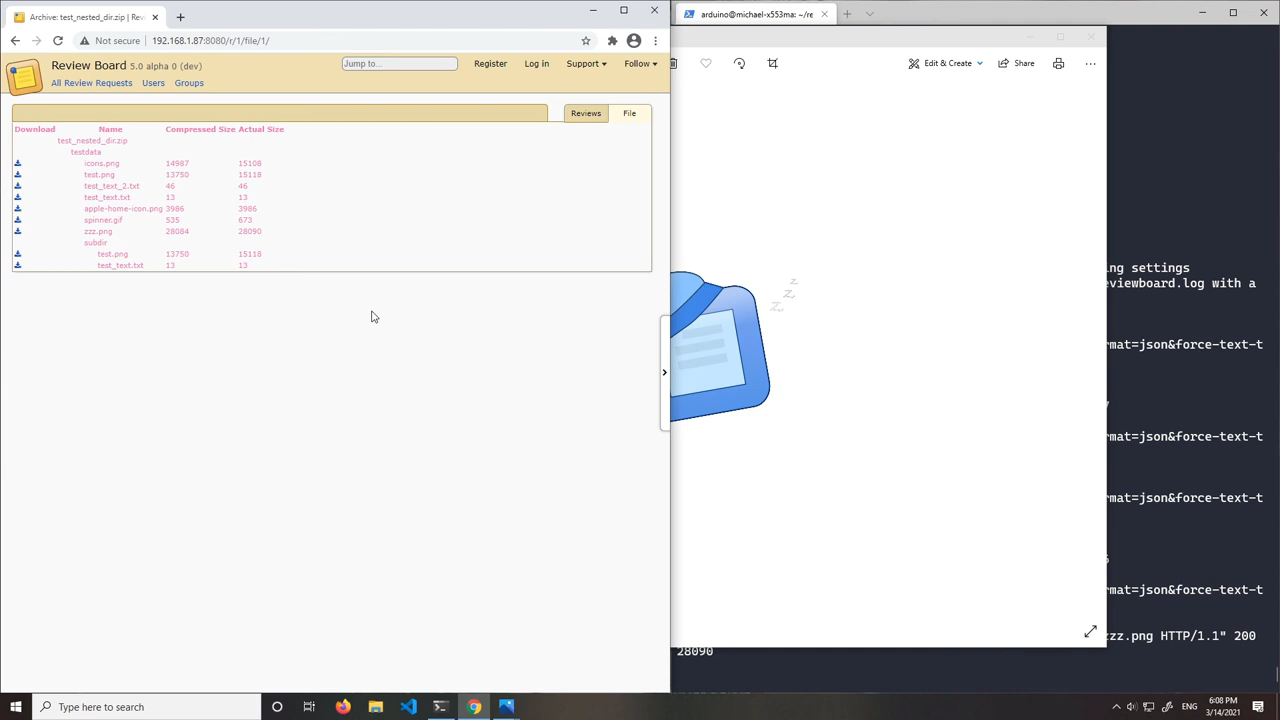 Archive: test_nested_dir.zip | Rev
Not secure 192.168.1.87:8080/r/1/file/1/
Review Board 5.0 alpha 0 (dev)
Jump to...
Register Log in Support Follow
All Review Requests Users Groups
Reviews File
Download Name Compressed Size Actual Size
test_nested_dir.zip
testdata
icons.png 14987 15108
test.png 13750 15118
test_text_2.txt 46 46
test_text.txt 13 13
apple-home-icon.png 3986 3986
spinner.gif 535 673
zzz.png 28084 28090
subdir
test.png 13750 15118
test_text.txt 13 13
arduino@michael-x553ma: ~/re
Edit & Create Share
z
z
z
ing settings
eviewboard.log with a
rmat=json&force-text-t
rmat=json&force-text-t
rmat=json&force-text-t
rmat=json&force-text-t
zzz.png HTTP/1.1" 200
28090
Type here to search
ENG
6:08 PM
3/14/2021